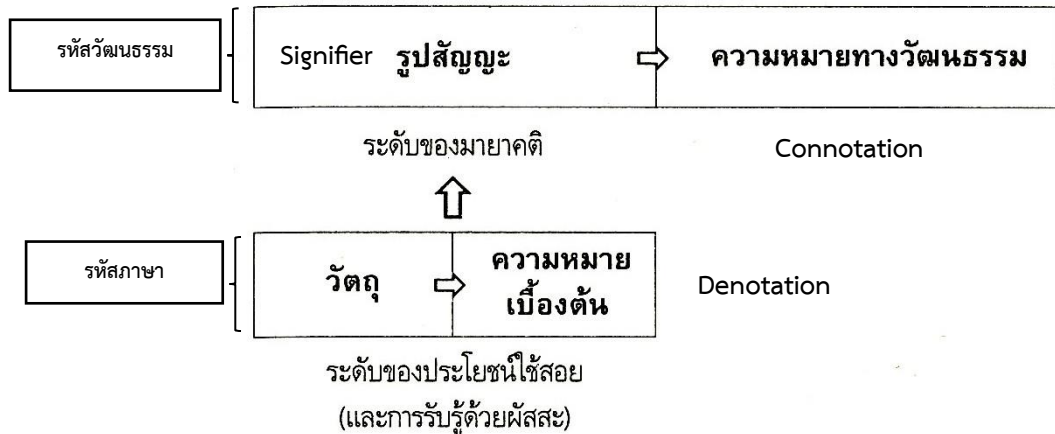 รหัสวัฒนธรรม
Signifier รูปสัญญะ
ความหมายทางวัฒนธรรม
ระดับของมายาคติ
Connotation
รหัสภาษา
วัตถุ
ความหมาย
เบื้องต้น
Denotation
ระดับของประโยชน์ใช้สอย
(และการรับรู้ด้วยผัสสะ)